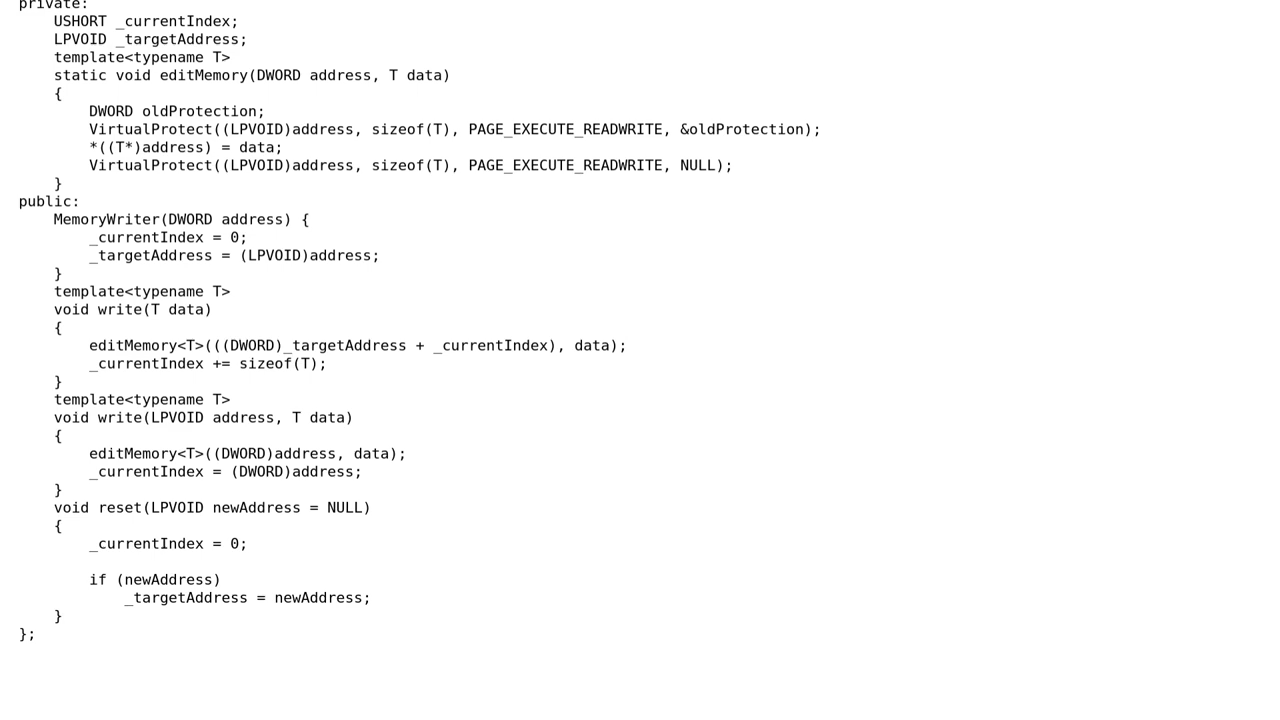 private:
    USHORT _currentIndex;
    LPVOID _targetAddress;
    template<typename T>
    static void editMemory(DWORD address, T data)
    {
        DWORD oldProtection;
        VirtualProtect((LPVOID)address, sizeof(T), PAGE_EXECUTE_READWRITE, &oldProtection);
        *((T*)address) = data;
        VirtualProtect((LPVOID)address, sizeof(T), PAGE_EXECUTE_READWRITE, NULL);
    }
public:
    MemoryWriter(DWORD address) {
        _currentIndex = 0;
        _targetAddress = (LPVOID)address;
    }
    template<typename T>
    void write(T data)
    {
        editMemory<T>(((DWORD)_targetAddress + _currentIndex), data);
        _currentIndex += sizeof(T);
    }
    template<typename T>
    void write(LPVOID address, T data)
    {
        editMemory<T>((DWORD)address, data);
        _currentIndex = (DWORD)address;
    }
    void reset(LPVOID newAddress = NULL)
    {
        _currentIndex = 0;

        if (newAddress)
            _targetAddress = newAddress;
    }
};